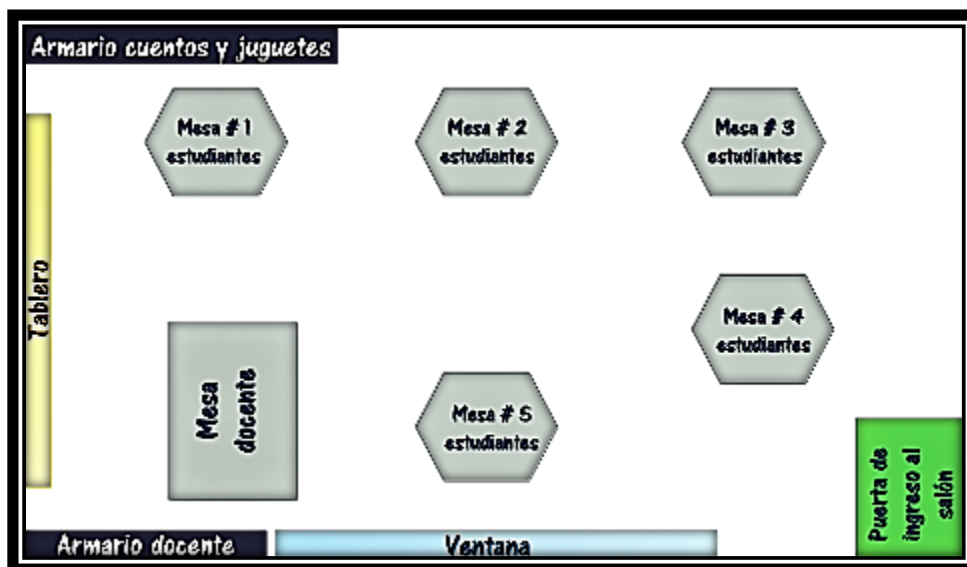 Armario cuentos y juguetes
Mesa # 1
estudiantes
Mesa # 2
estudiantes
Mesa # 3
estudiantes
Tablero
Mesa # 4
estudiantes
Mesa
docente
Mesa # 5
estudiantes
Puerta de
ingreso al
salón
Armario docente
Ventana